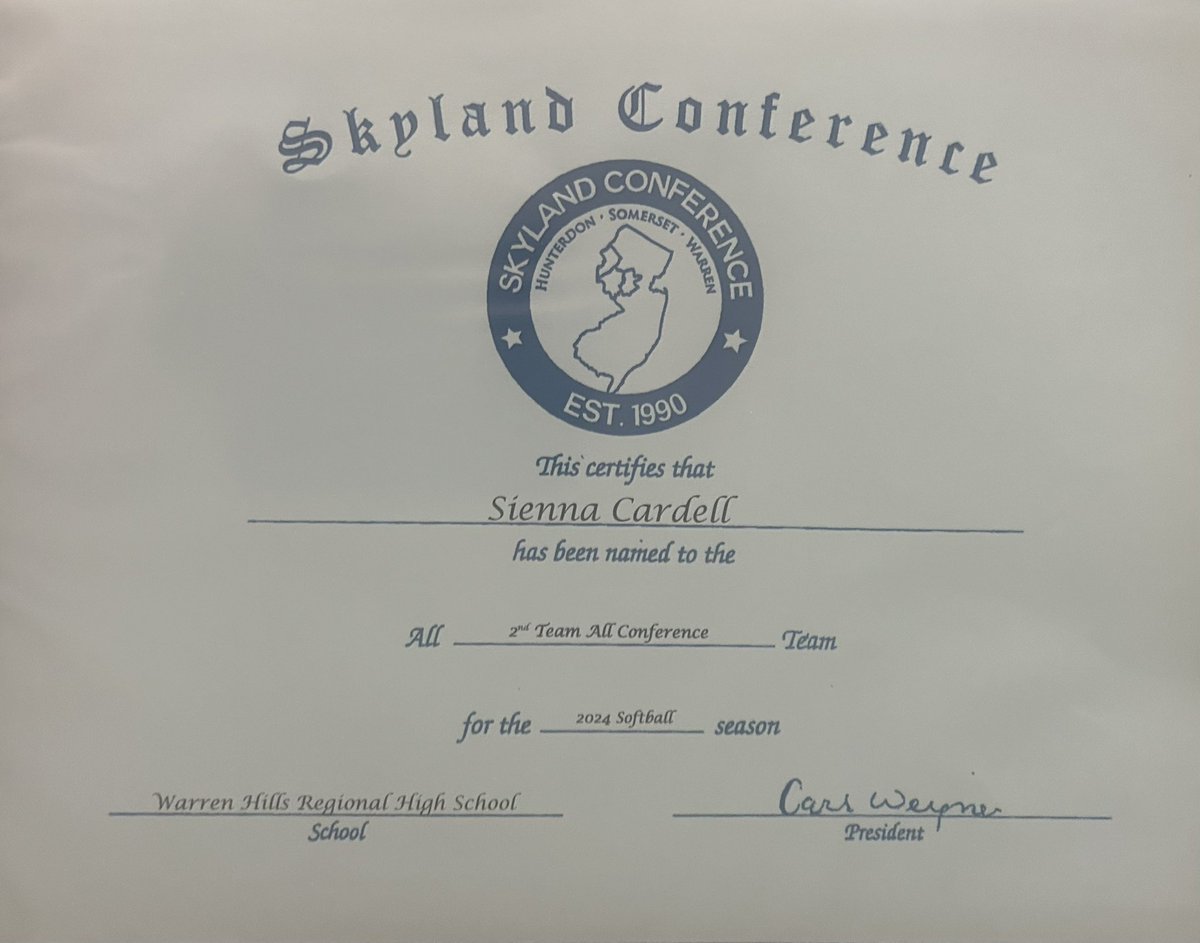 Skyland Conference
SKYLAND CONFERENCE
HUNTERDON · SOMERSET · WARREN
EST. 1990
This certifies that
Sienna Cardell
has been named to the
All 2nd Team All Conference Team
for the 2024 Softball season
Warren Hills Regional High School
School
President